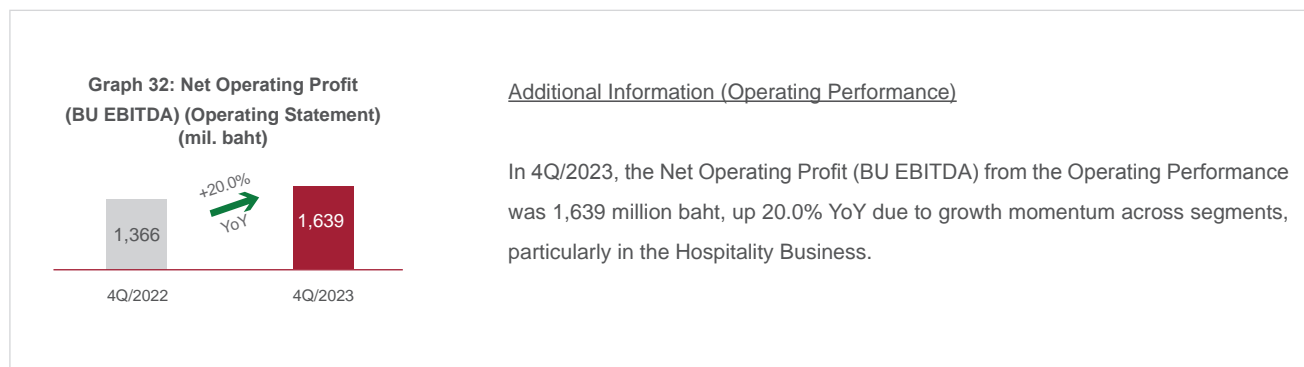 Graph 32: Net Operating Profit
(BU EBITDA) (Operating Statement)
(mil. baht)
+20.0%
YoY
1,366
1,639
4Q/2022
4Q/2023
Additional Information (Operating Performance)
In 4Q/2023, the Net Operating Profit (BU EBITDA) from the Operating Performance
was 1,639 million baht, up 20.0% YoY due to growth momentum across segments,
particularly in the Hospitality Business.